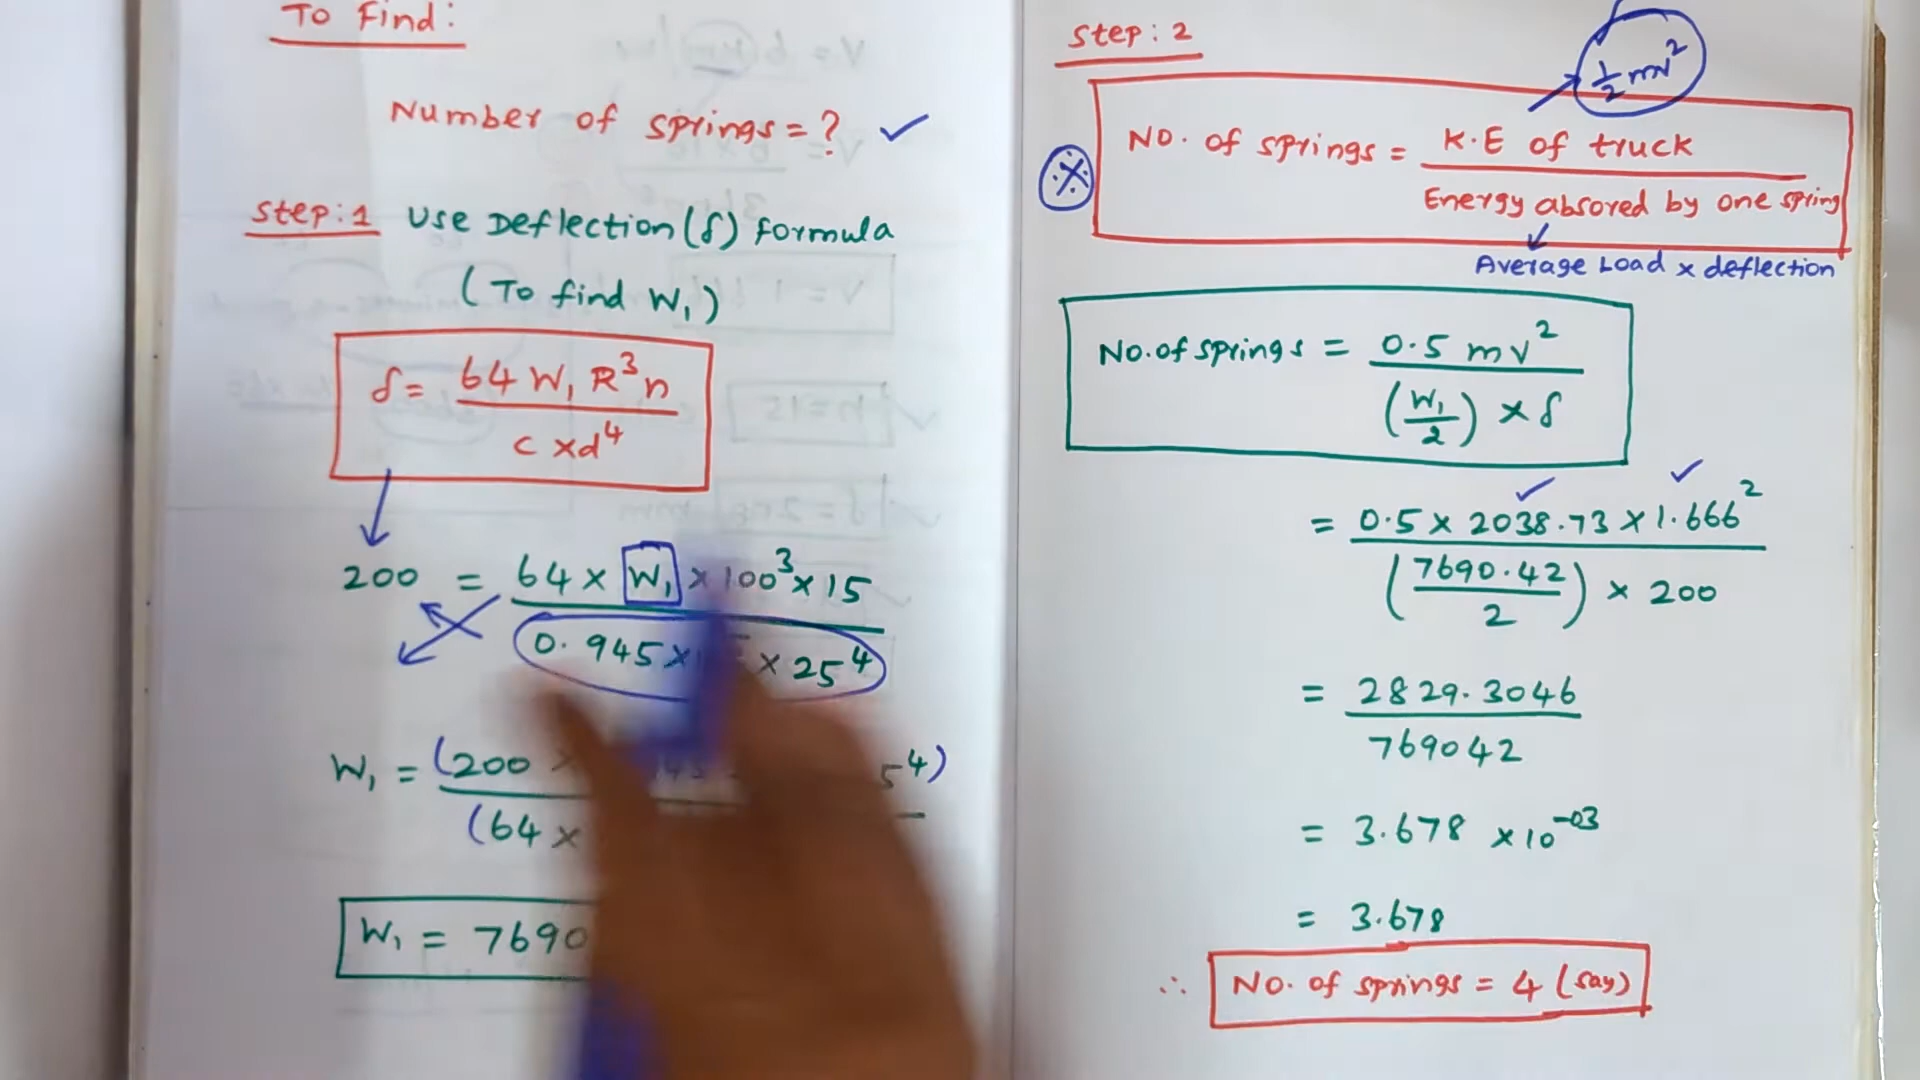 To Find:
Number of springs = ?
Step: 1 Use Deflection (δ) formula
(To find W₁)
δ = 64 W₁ R³ n / C × d⁴
200 = 64 × W₁ × 100³ × 15 / 0.945 × × 25⁴
W₁ = (200 × 5⁴)
(64 ×
W₁ = 7690
Step: 2
1/2 mv²
No. of springs = K.E of truck / Energy absored by one spring
Average Load × deflection
No. of springs = 0.5 mv² / (W₁/2) × δ
= 0.5 × 2038.73 × 1.666² / (7690.42/2) × 200
= 2829.3046 / 769042
= 3.678 × 10⁻⁰³
= 3.678
∴ No. of springs = 4 (say)